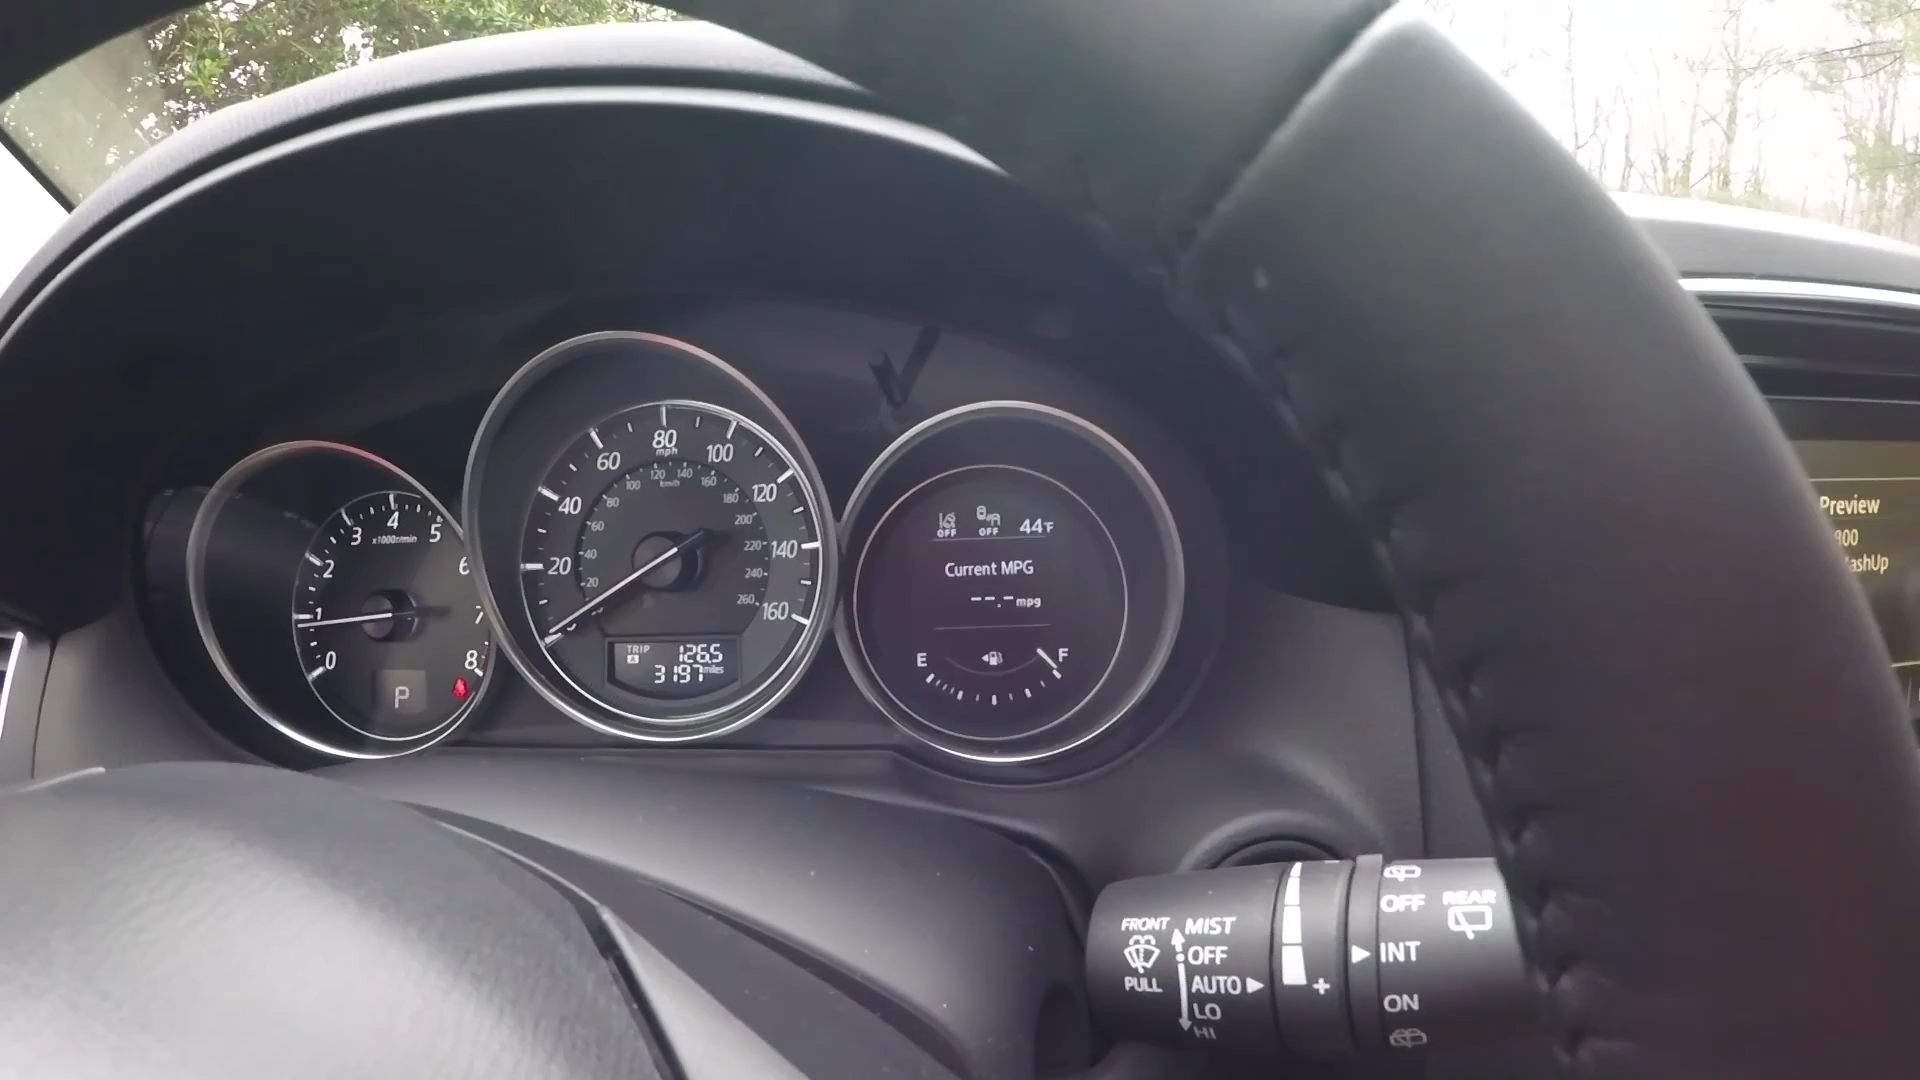 0
1
2
3
4
5
6
7
8
x1000r/min
P
20
40
60
80
100
120
140
160
mph
20
40
60
80
100
120
140
160
180
200
220
240
260
km/h
TRIP
A
126.5
3197 miles
OFF
OFF
44°F
Current MPG
--.- mpg
E
F
Preview
ashUp
FRONT
PULL
MIST
OFF
AUTO
LO
HI
+
OFF
INT
ON
REAR